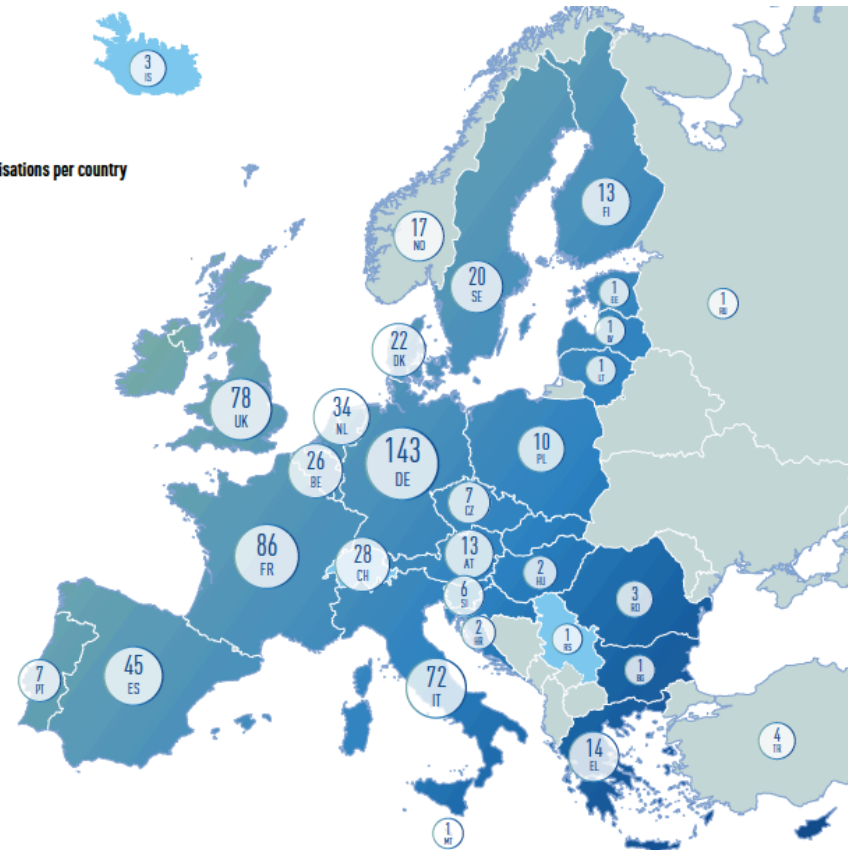 3
IS
isations per country
13
FI
17
NO
20
SE
1
EE
1
RU
1
LV
22
DK
1
LT
78
UK
34
NL
10
PL
26
BE
143
DE
7
CZ
86
FR
28
CH
13
AT
2
HU
6
SI
3
RO
2
HR
1
RS
7
PT
45
ES
72
IT
1
BG
14
EL
4
TR
1
MT